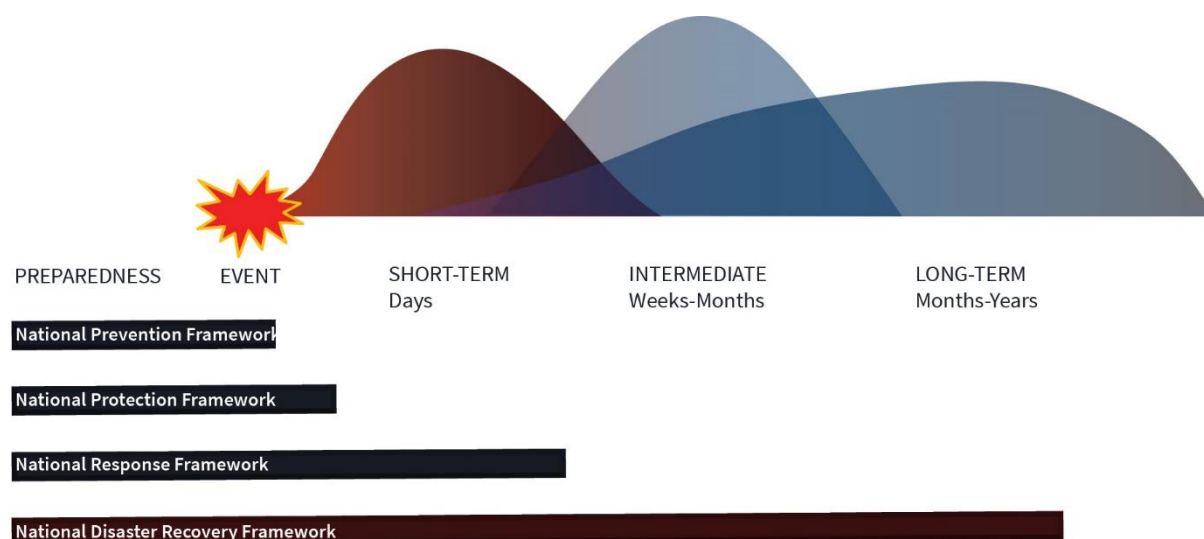 PREPAREDNESS
EVENT
SHORT-TERM
Days
INTERMEDIATE
Weeks-Months
LONG-TERM
Months-Years
National Prevention Framework
National Protection Framework
National Response Framework
National Disaster Recovery Framework